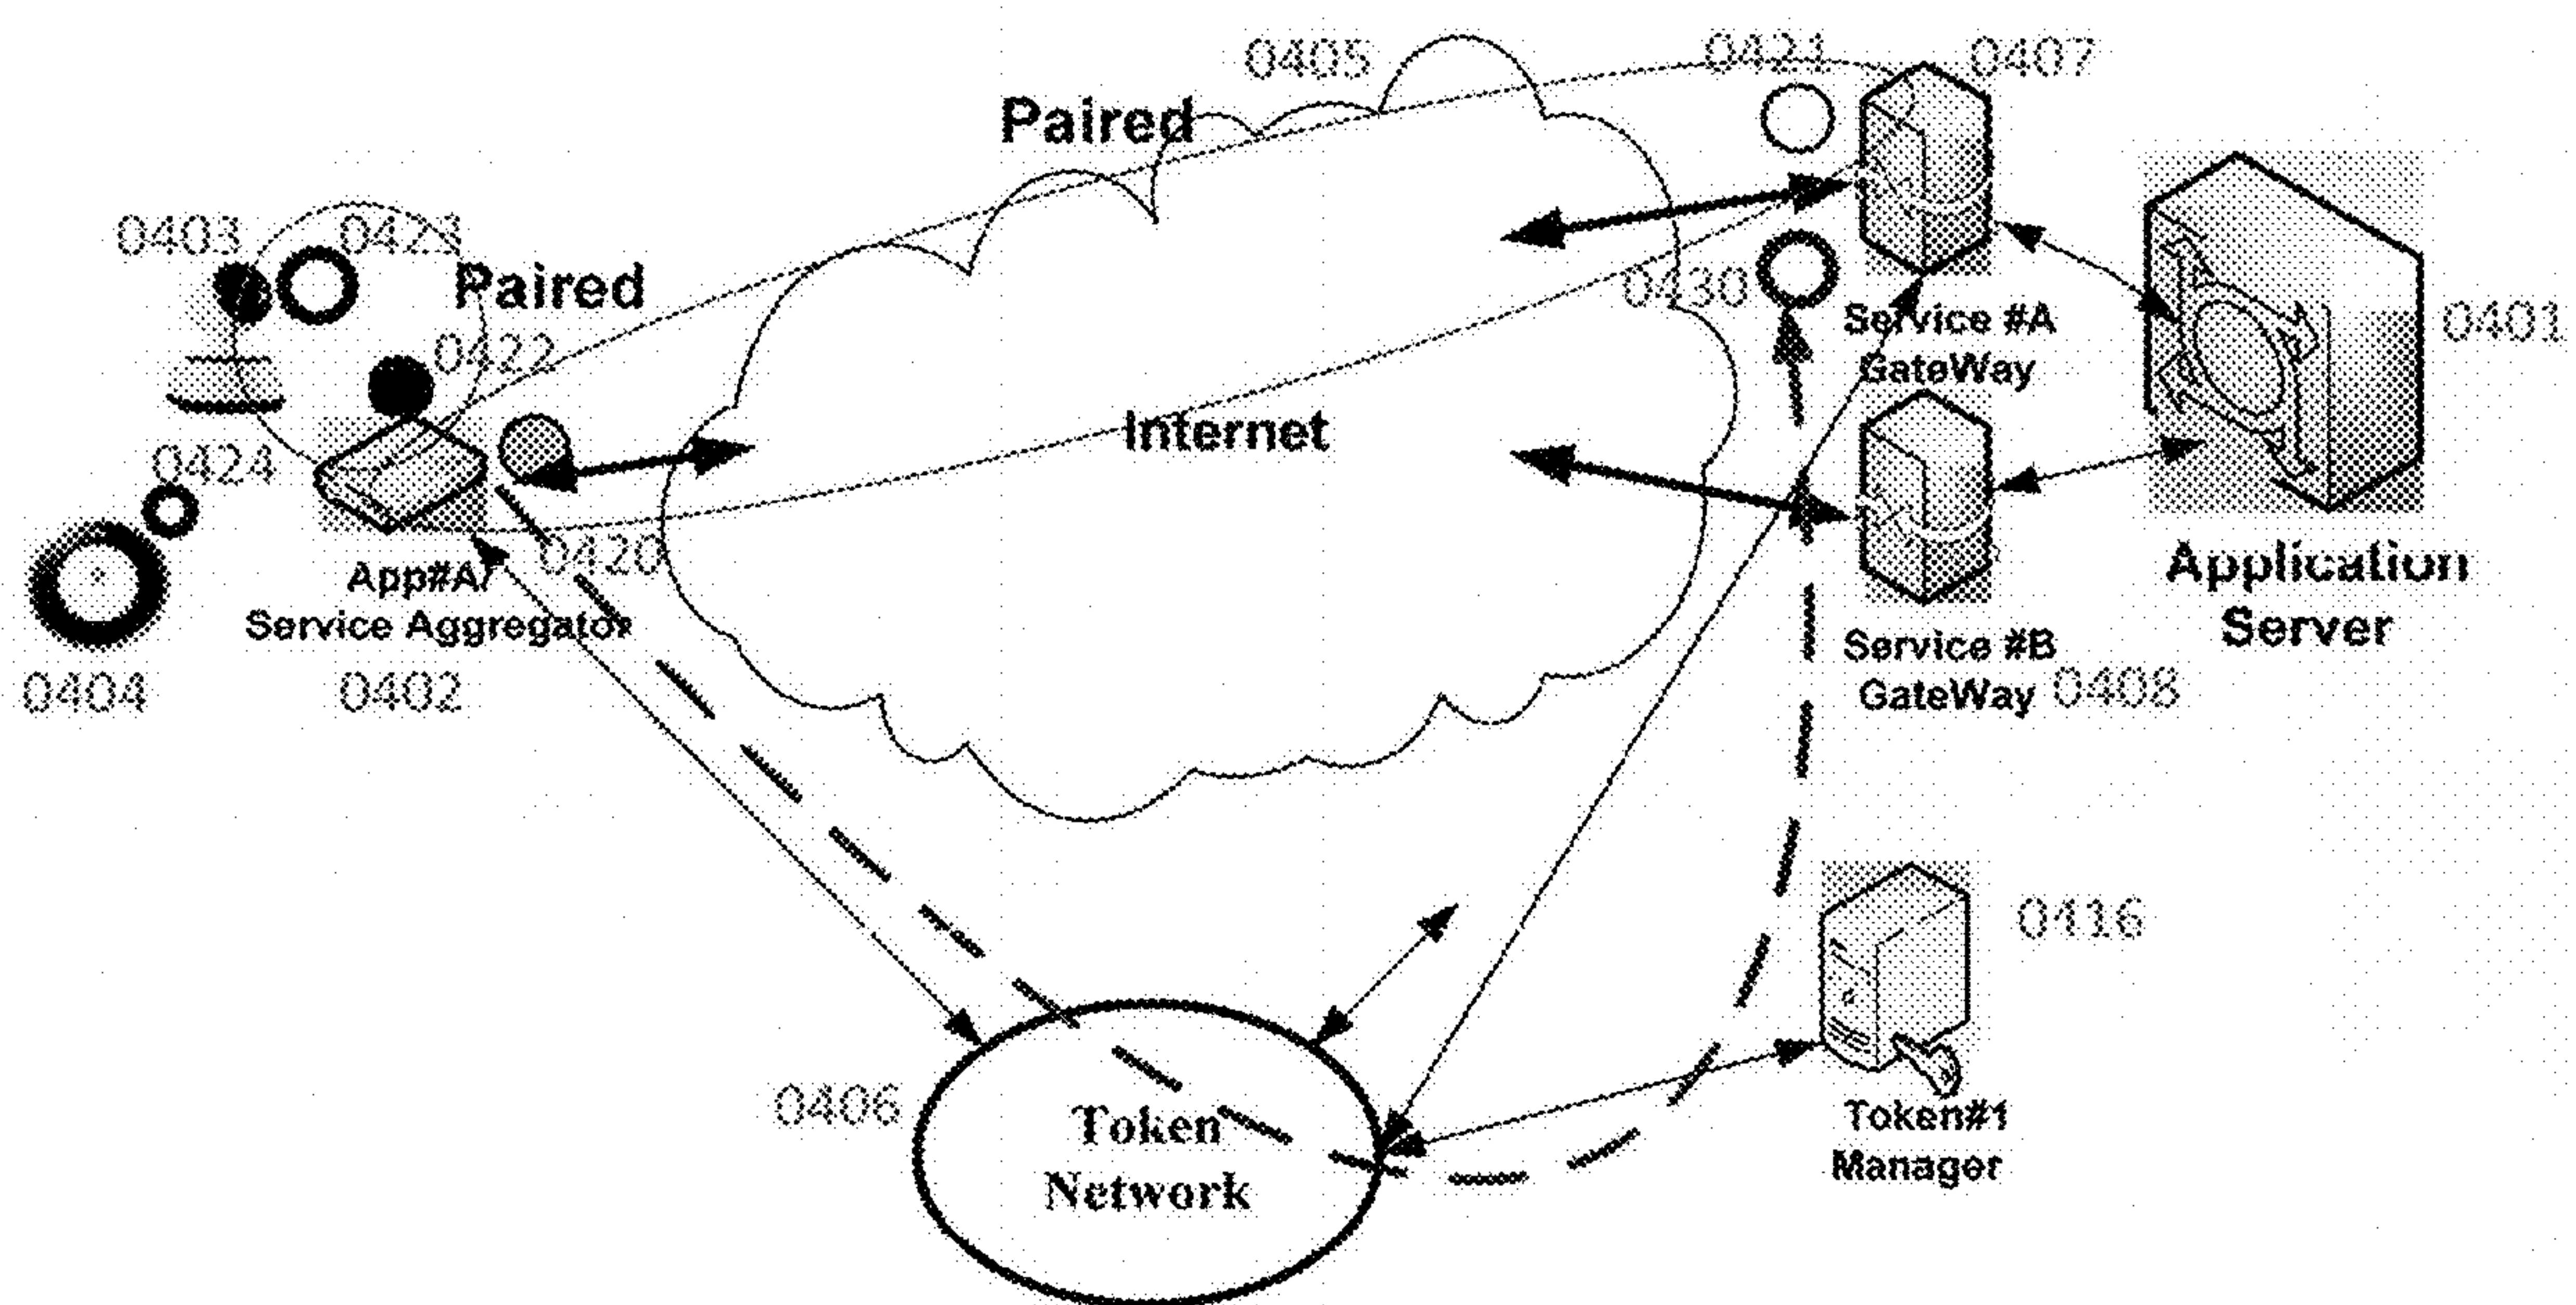 0405
0421
0407
Paired
0403
0423
Paired
0430
Service #A
GateWay
0401
0422
Internet
0424
0420
App#A/
Service Aggregator
0402
0404
Application
Server
Service #B
GateWay
0408
0416
0406
Token
Network
Token#1
Manager